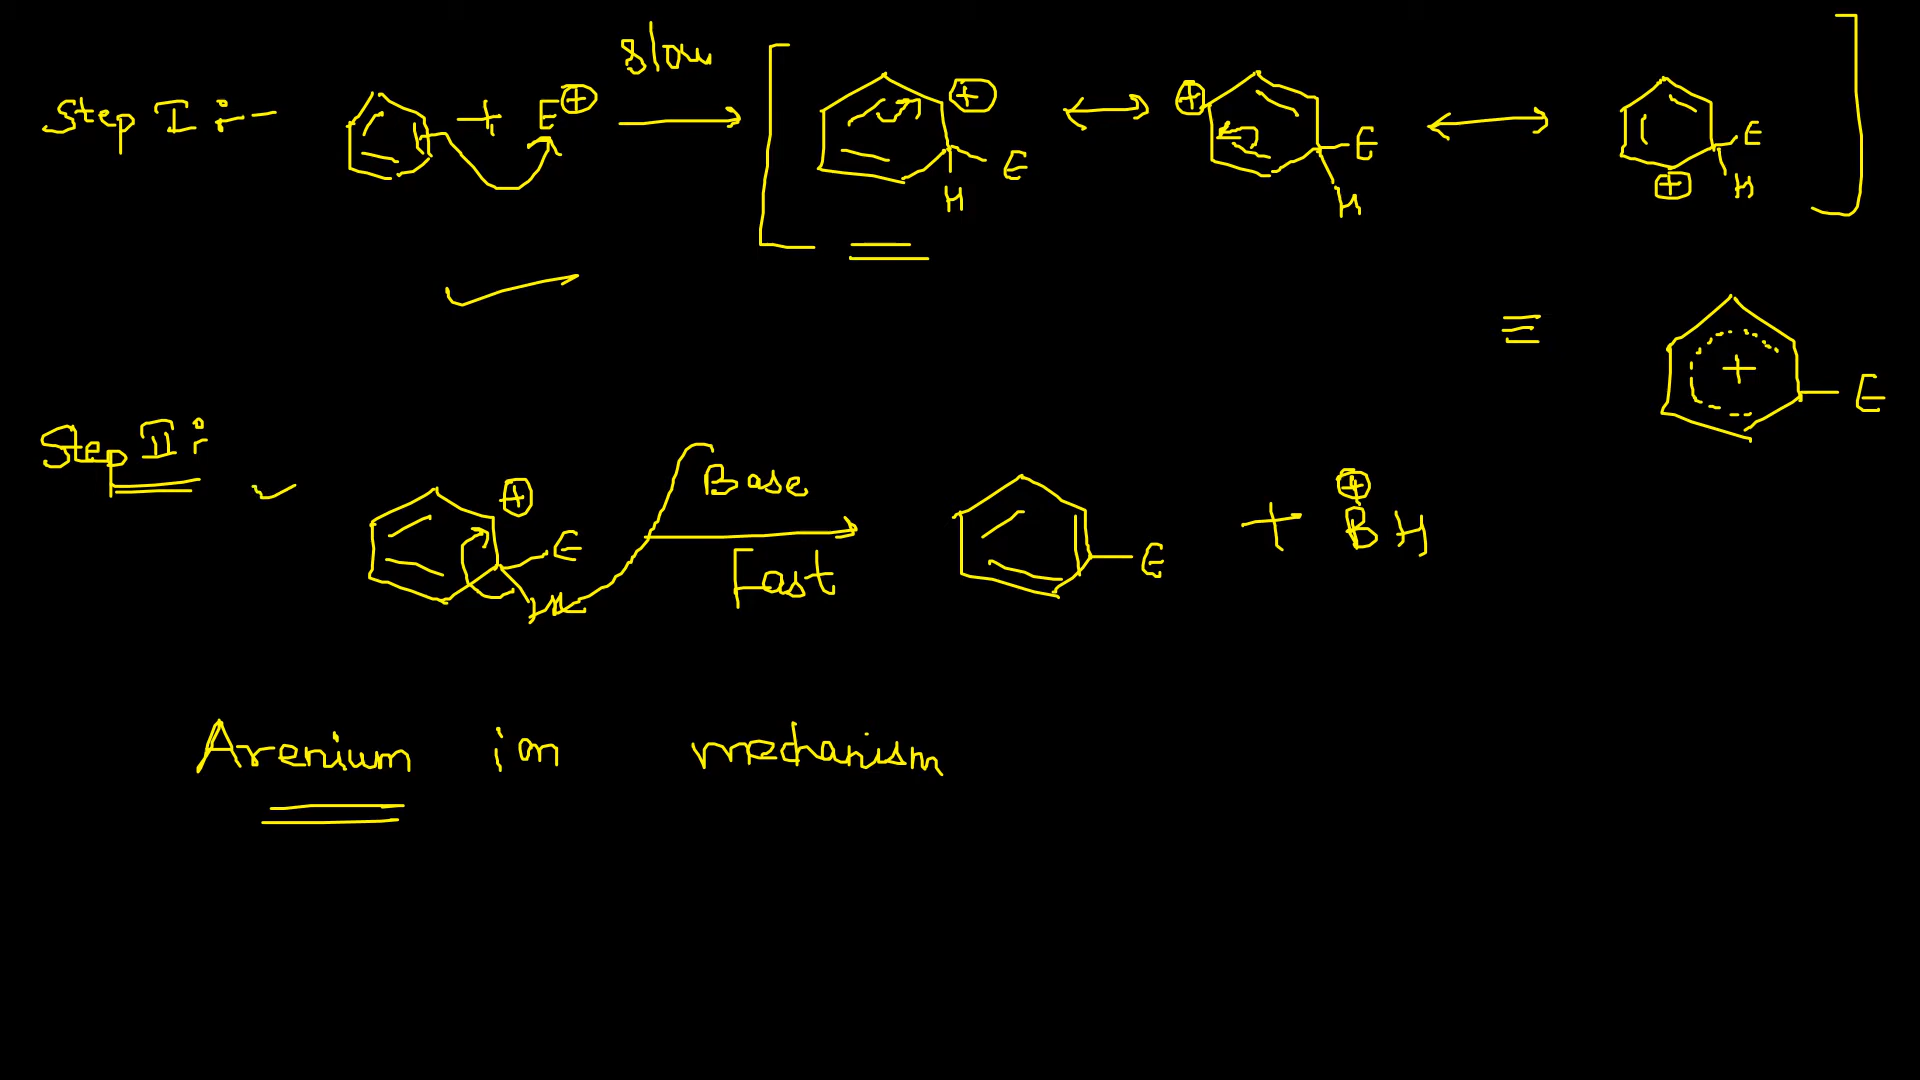 slow
Step I :- + E⊕ → [ ⊕ E H ↔ ⊕ E H ↔ E ⊕ H ]
≡ + E
Step II :
⊕ E H Base Fast → E + ⊕ BH
Arenium ion mechanism